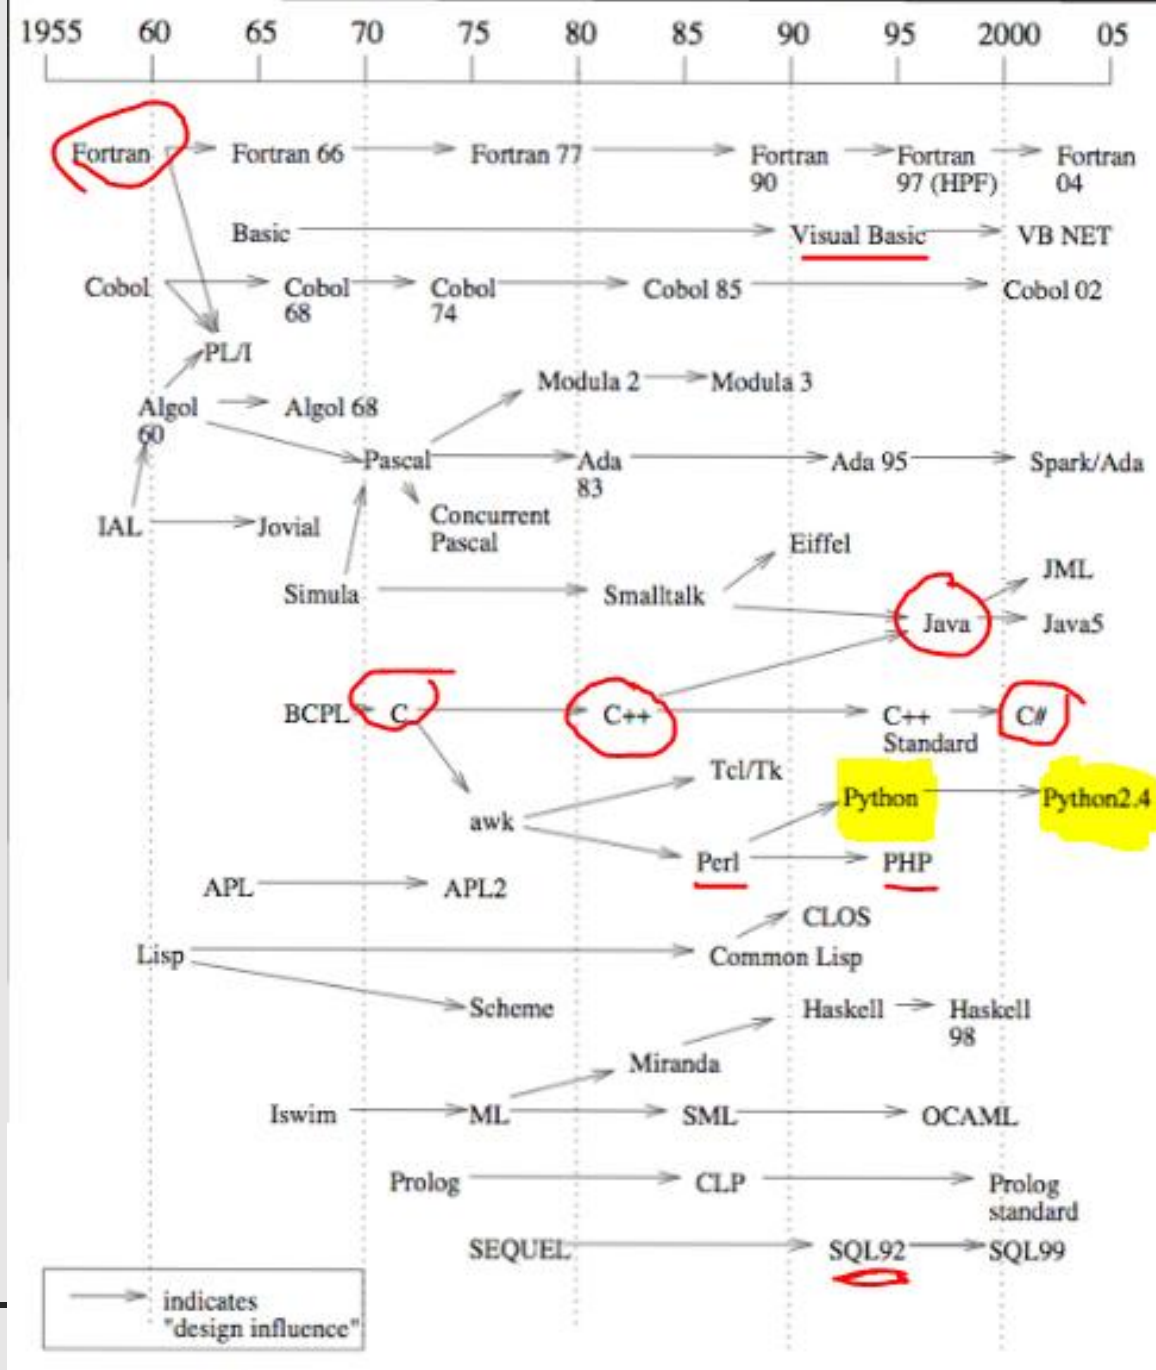 1955 60 65 70 75 80 85 90 95 2000 05
Fortran Fortran 66 Fortran 77 Fortran Fortran Fortran
90 97 (HPF) 04
Basic Visual Basic VB NET
Cobol Cobol Cobol Cobol 85 Cobol 02
68 74
PL/I
Modula 2 Modula 3
Algol Algol 68
60
Pascal Ada Ada 95 Spark/Ada
83
Concurrent
Pascal
IAL Jovial
Eiffel
JML
Simula Smalltalk
Java Java5
BCPL C C++ C++ C#
Standard
Tcl/Tk
Python Python2.4
awk
Perl PHP
APL APL2
CLOS
Lisp Common Lisp
Scheme
Haskell Haskell
98
Miranda
Iswim ML SML OCAML
Prolog CLP Prolog
standard
SEQUEL SQL92 SQL99
indicates
"design influence"